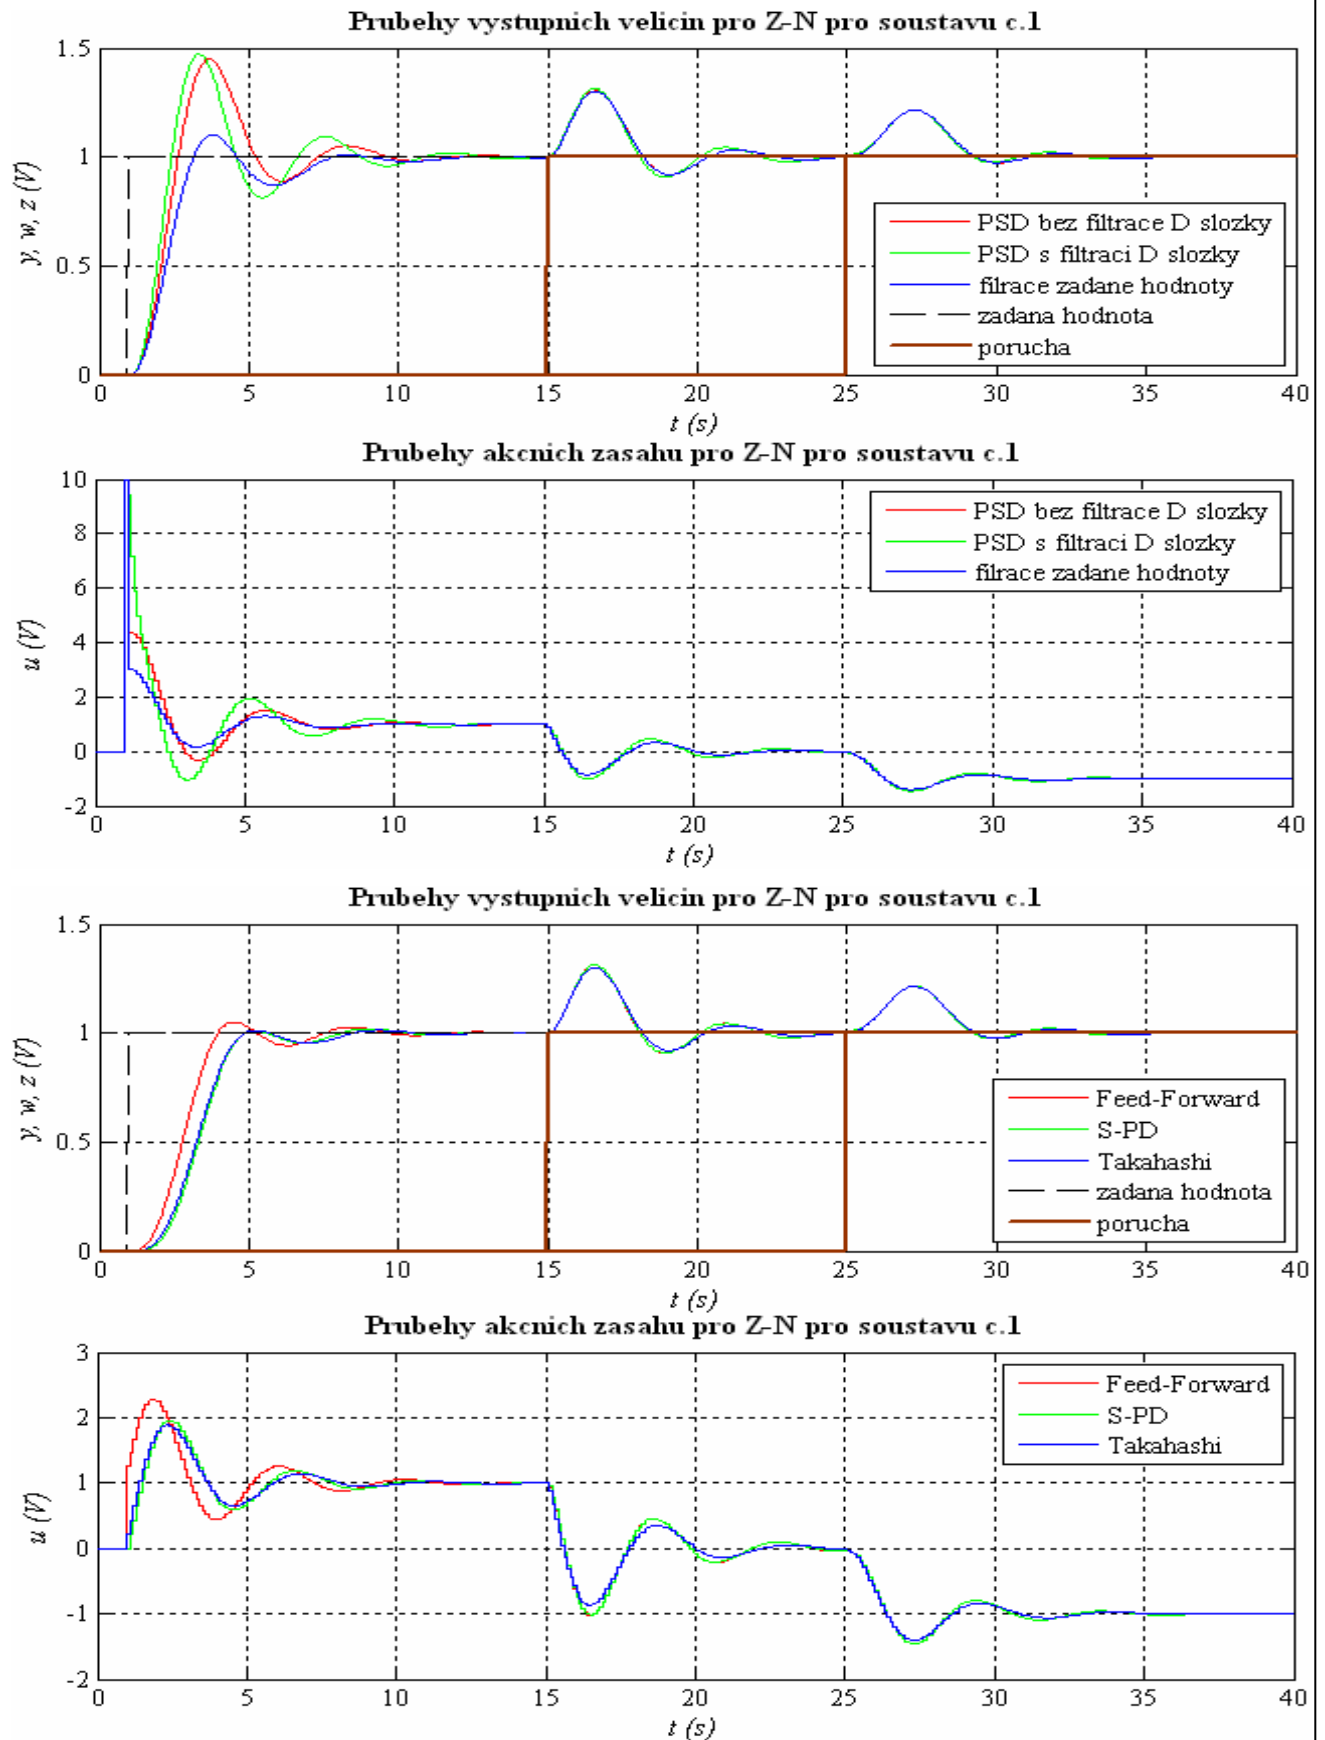 Prubehy vystupnich velicin pro Z-N pro soustavu c.1
1.5
1
0.5
0
y, w, z (V)
PSD bez filtrace D slozky
PSD s filtraci D slozky
filrace zadane hodnoty
zadana hodnota
porucha
0 5 10 15 20 25 30 35 40
t (s)
Prubehy akcnich zasahu pro Z-N pro soustavu c.1
10
8
6
4
2
0
-2
u (V)
PSD bez filtrace D slozky
PSD s filtraci D slozky
filrace zadane hodnoty
0 5 10 15 20 25 30 35 40
t (s)
Prubehy vystupnich velicin pro Z-N pro soustavu c.1
1.5
1
0.5
0
y, w, z (V)
Feed-Forward
S-PD
Takahashi
zadana hodnota
porucha
0 5 10 15 20 25 30 35 40
t (s)
Prubehy akcnich zasahu pro Z-N pro soustavu c.1
3
2
1
0
-1
-2
u (V)
Feed-Forward
S-PD
Takahashi
0 5 10 15 20 25 30 35 40
t (s)